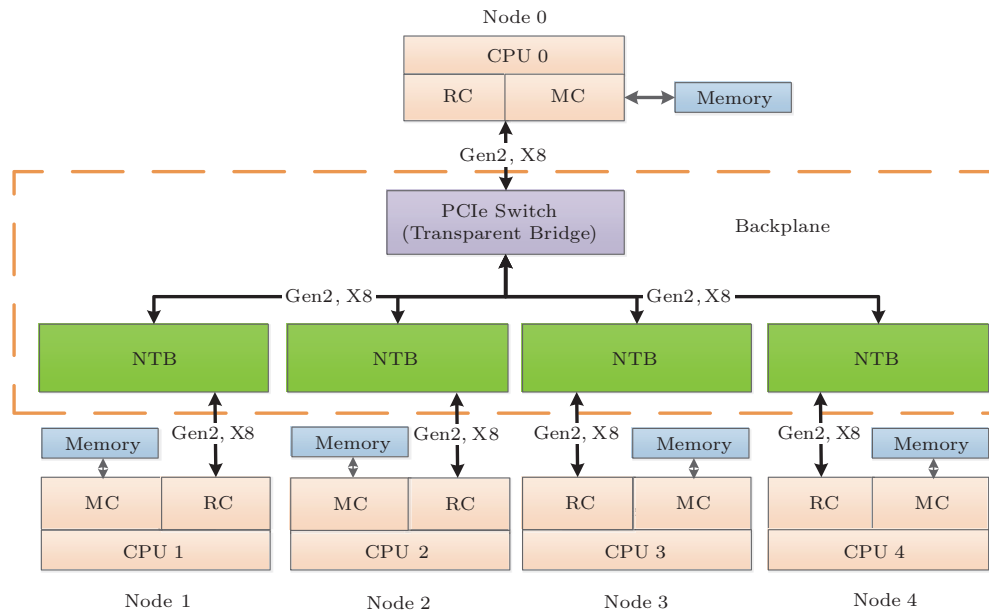 Node 0
CPU 0
RC
MC
Memory
Gen2, X8
PCIe Switch
(Transparent Bridge)
Backplane
Gen2, X8
Gen2, X8
NTB
NTB
NTB
NTB
Gen2, X8
Gen2, X8
Gen2, X8
Gen2, X8
Memory
Memory
Memory
Memory
MC
RC
MC
RC
RC
MC
RC
MC
CPU 1
CPU 2
CPU 3
CPU 4
Node 1
Node 2
Node 3
Node 4